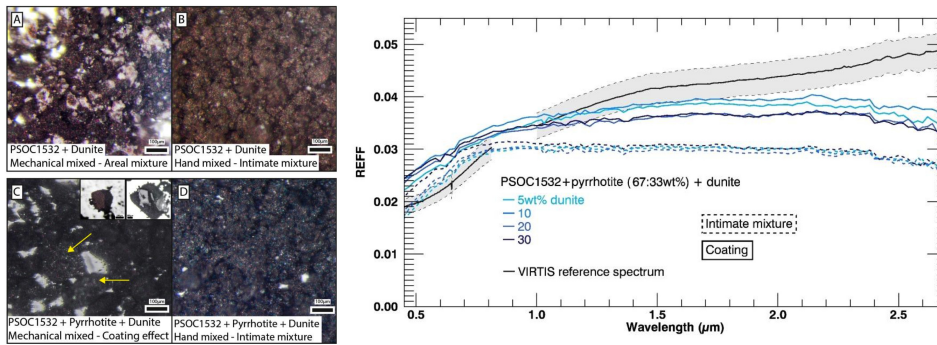 A
B
100µm
100µm
PSOC1532 + Dunite
Mechanical mixed - Areal mixture
PSOC1532 + Dunite
Hand mixed - Intimate mixture
C
D
100µm
100µm
PSOC1532 + Pyrrhotite + Dunite
Mechanical mixed - Coating effect
PSOC1532 + Pyrrhotite + Dunite
Hand mixed - Intimate mixture
REFF
0.05
0.04
0.03
0.02
0.01
0.00
PSOC1532+pyrrhotite (67:33wt%) + dunite
5wt% dunite
10
20
30
Intimate mixture
Coating
VIRTIS reference spectrum
0.5
1.0
1.5
2.0
2.5
Wavelength (µm)